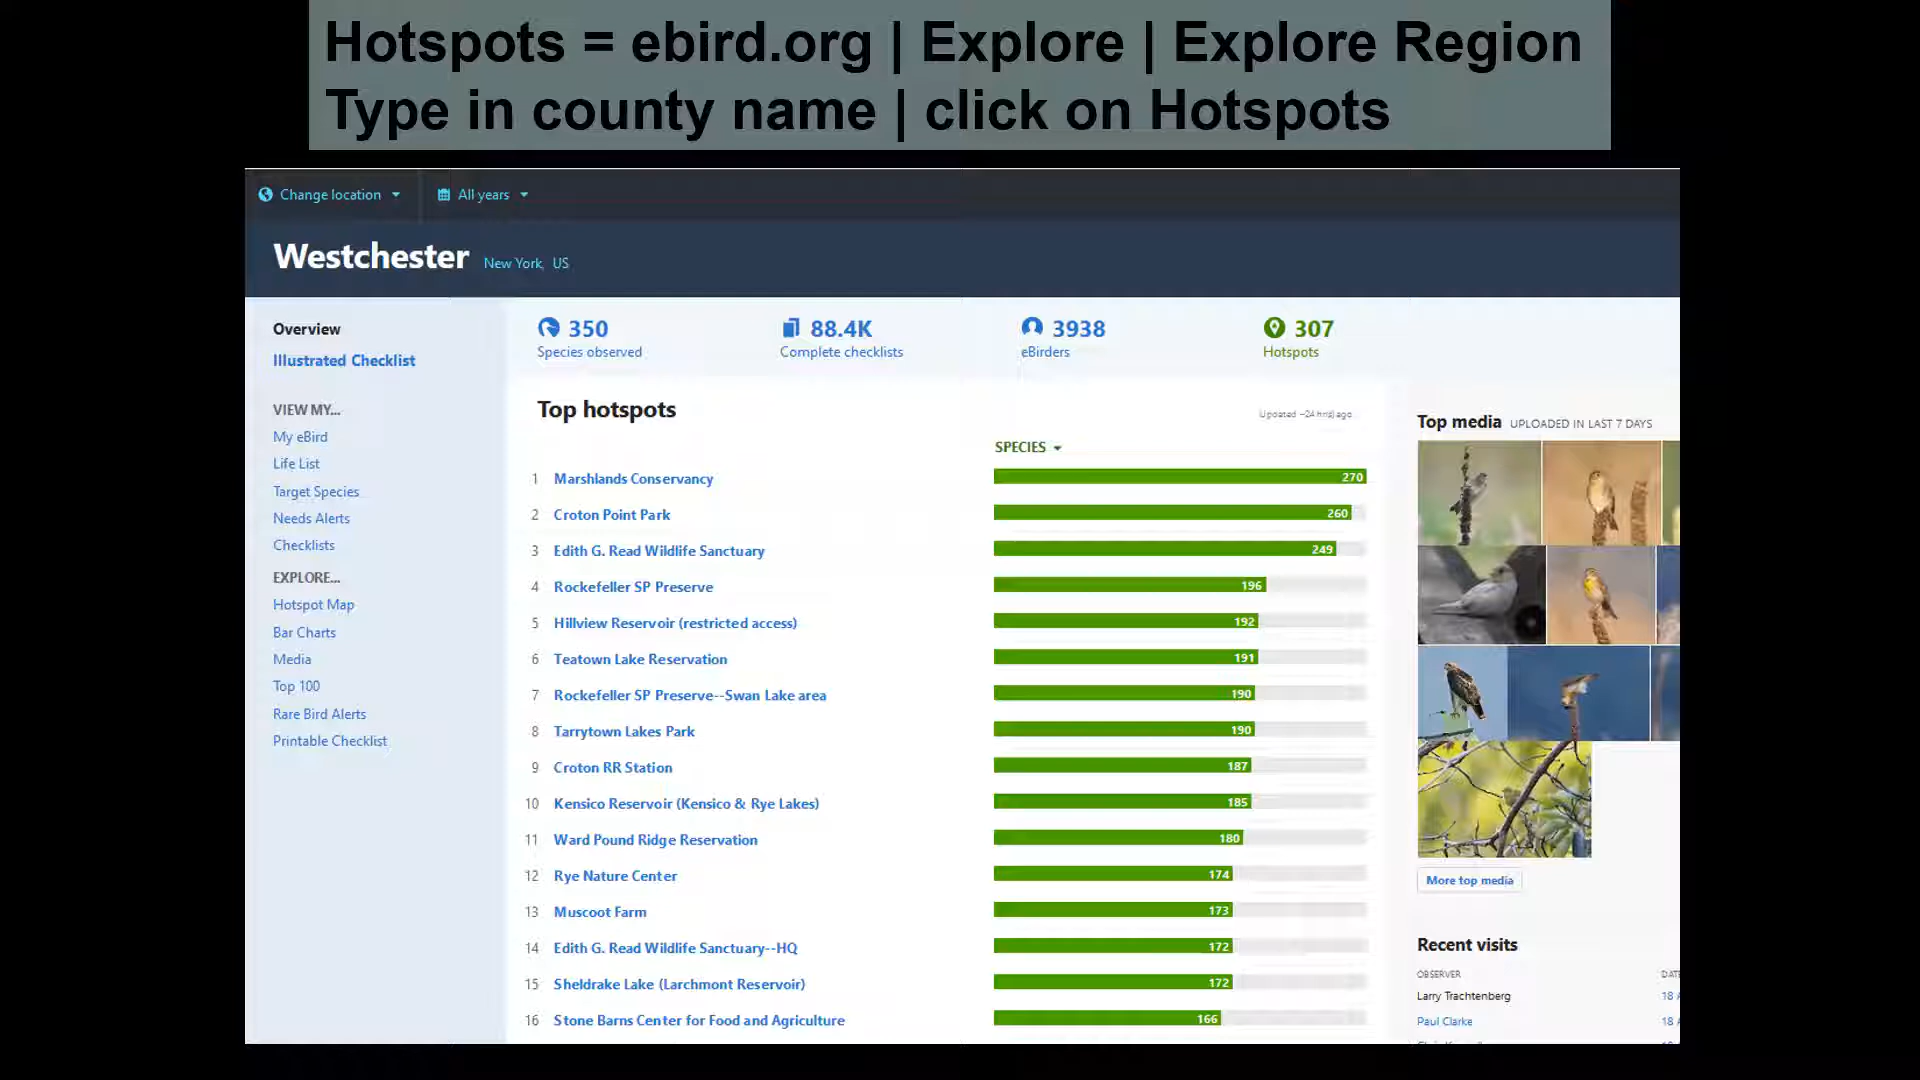 Hotspots = ebird.org | Explore | Explore Region
Type in county name | click on Hotspots
Change location
All years
Westchester New York, US
Overview
Illustrated Checklist
VIEW MY...
My eBird
Life List
Target Species
Needs Alerts
Checklists
EXPLORE...
Hotspot Map
Bar Charts
Media
Top 100
Rare Bird Alerts
Printable Checklist
350
Species observed
88.4K
Complete checklists
3938
eBirders
307
Hotspots
Top hotspots
Updated ~24 hr(s) ago.
SPECIES
1 Marshlands Conservancy 270
2 Croton Point Park 260
3 Edith G. Read Wildlife Sanctuary 249
4 Rockefeller SP Preserve 196
5 Hillview Reservoir (restricted access) 192
6 Teatown Lake Reservation 191
7 Rockefeller SP Preserve--Swan Lake area 190
8 Tarrytown Lakes Park 190
9 Croton RR Station 187
10 Kensico Reservoir (Kensico & Rye Lakes) 185
11 Ward Pound Ridge Reservation 180
12 Rye Nature Center 174
13 Muscoot Farm 173
14 Edith G. Read Wildlife Sanctuary--HQ 172
15 Sheldrake Lake (Larchmont Reservoir) 172
16 Stone Barns Center for Food and Agriculture 166
Top media UPLOADED IN LAST 7 DAYS
More top media
Recent visits
OBSERVER DATE
Larry Trachtenberg 18
Paul Clarke 18